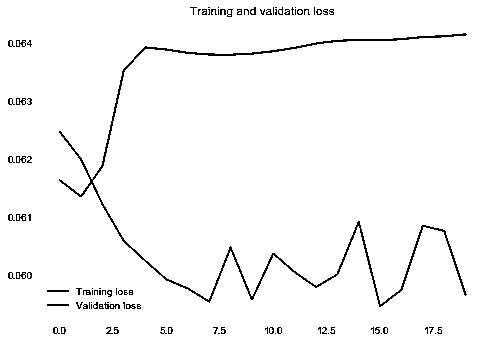 Training and validation loss
0.064
0.063
0.062
0.061
0.060
Training loss
Validation loss
0.0 2.5 5.0 7.5 10.0 12.5 15.0 17.5